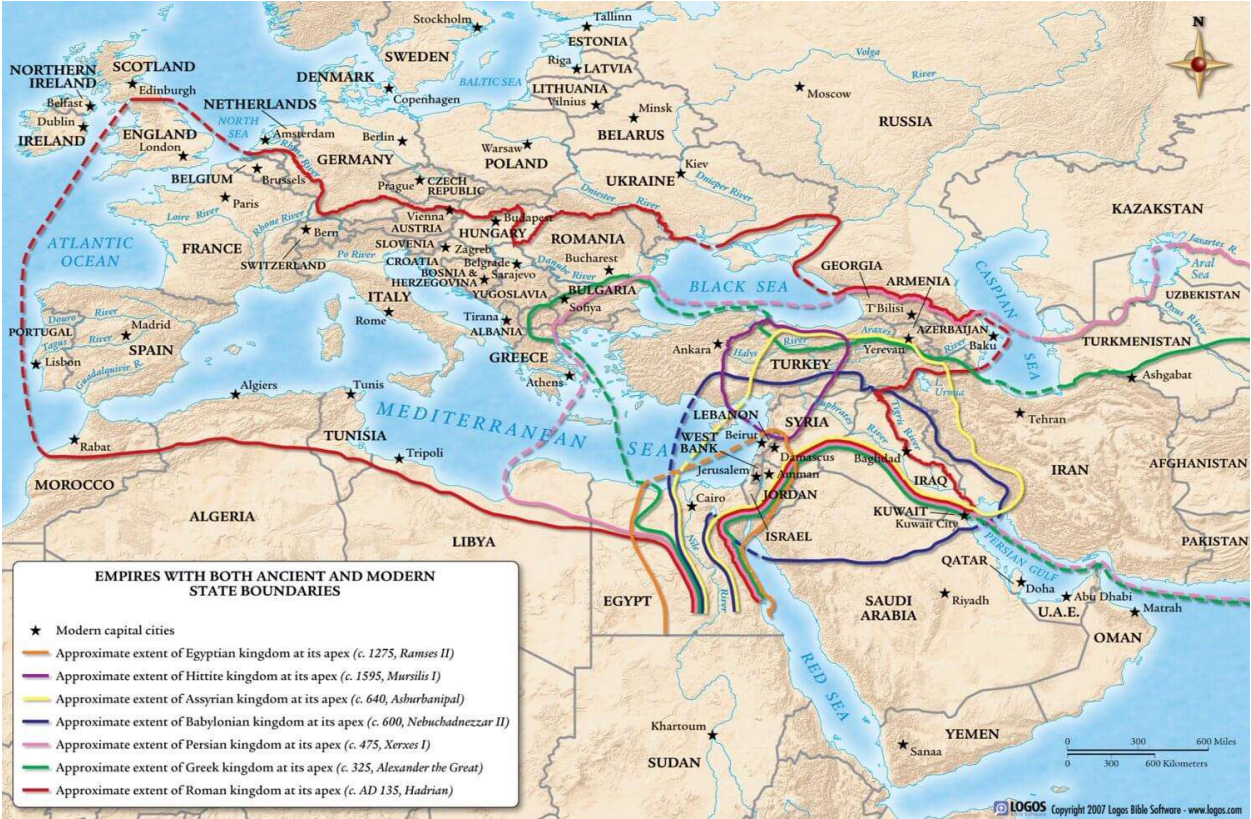 Stockholm
Tallinn
ESTONIA
SWEDEN
Riga
LATVIA
Volga
River
N
NORTHERN
IRELAND
SCOTLAND
Edinburgh
DENMARK
BALTIC SEA
LITHUANIA
Vilnius
Moscow
Belfast
NETHERLANDS
Copenhagen
Minsk
Dublin
IRELAND
NORTH
SEA
RUSSIA
ENGLAND
London
Amsterdam
Berlin
BELARUS
Rhine River
GERMANY
Warsaw
POLAND
BELGIUM
Brussels
Kiev
UKRAINE
Prague
CZECH
REPUBLIC
Dnieper River
Paris
Dniester
River
Loire River
Rhone River
Vienna
AUSTRIA
Budapest
HUNGARY
KAZAKSTAN
ATLANTIC
OCEAN
FRANCE
Bern
SWITZERLAND
SLOVENIA
Zagreb
ROMANIA
Jaxartes R.
Po River
CROATIA
Belgrade
Bucharest
Danube River
BOSNIA &
HERZEGOVINA
Sarajevo
GEORGIA
CASPIAN
SEA
Aral
Sea
ITALY
YUGOSLAVIA
BULGARIA
BLACK SEA
ARMENIA
UZBEKISTAN
Rome
Sofiya
T'Bilisi
Oxus River
Douro
River
PORTUGAL
Madrid
Tirana
ALBANIA
Araxes
River
AZERBAIJAN
Baku
Tagus
River
SPAIN
GREECE
Ankara
Halys
River
Yerevan
TURKMENISTAN
Lisbon
Guadalquivir R.
TURKEY
Ashgabat
Athens
L.
Urmia
Algiers
Tunis
MEDITERRANEAN
SEA
LEBANON
SYRIA
Euphrates
River
Tigris River
Tehran
Rabat
TUNISIA
WEST
BANK
Beirut
Damascus
Baghdad
AFGHANISTAN
Tripoli
Jerusalem
Amman
IRAQ
IRAN
MOROCCO
Cairo
JORDAN
KUWAIT
Kuwait City
ALGERIA
ISRAEL
LIBYA
Nile
River
PERSIAN GULF
PAKISTAN
QATAR
Doha
Abu Dhabi
EGYPT
SAUDI
ARABIA
Riyadh
U.A.E.
Matrah
OMAN
RED SEA
Khartoum
SUDAN
YEMEN
Sanaa
EMPIRES WITH BOTH ANCIENT AND MODERN
STATE BOUNDARIES
Modern capital cities
Approximate extent of Egyptian kingdom at its apex (c. 1275, Ramses II)
Approximate extent of Hittite kingdom at its apex (c. 1595, Mursilis I)
Approximate extent of Assyrian kingdom at its apex (c. 640, Ashurbanipal)
Approximate extent of Babylonian kingdom at its apex (c. 600, Nebuchadnezzar II)
Approximate extent of Persian kingdom at its apex (c. 475, Xerxes I)
Approximate extent of Greek kingdom at its apex (c. 325, Alexander the Great)
Approximate extent of Roman kingdom at its apex (c. AD 135, Hadrian)
0 300 600 Miles
0 300 600 Kilometers
LOGOS Copyright 2007 Logos Bible Software - www.logos.com